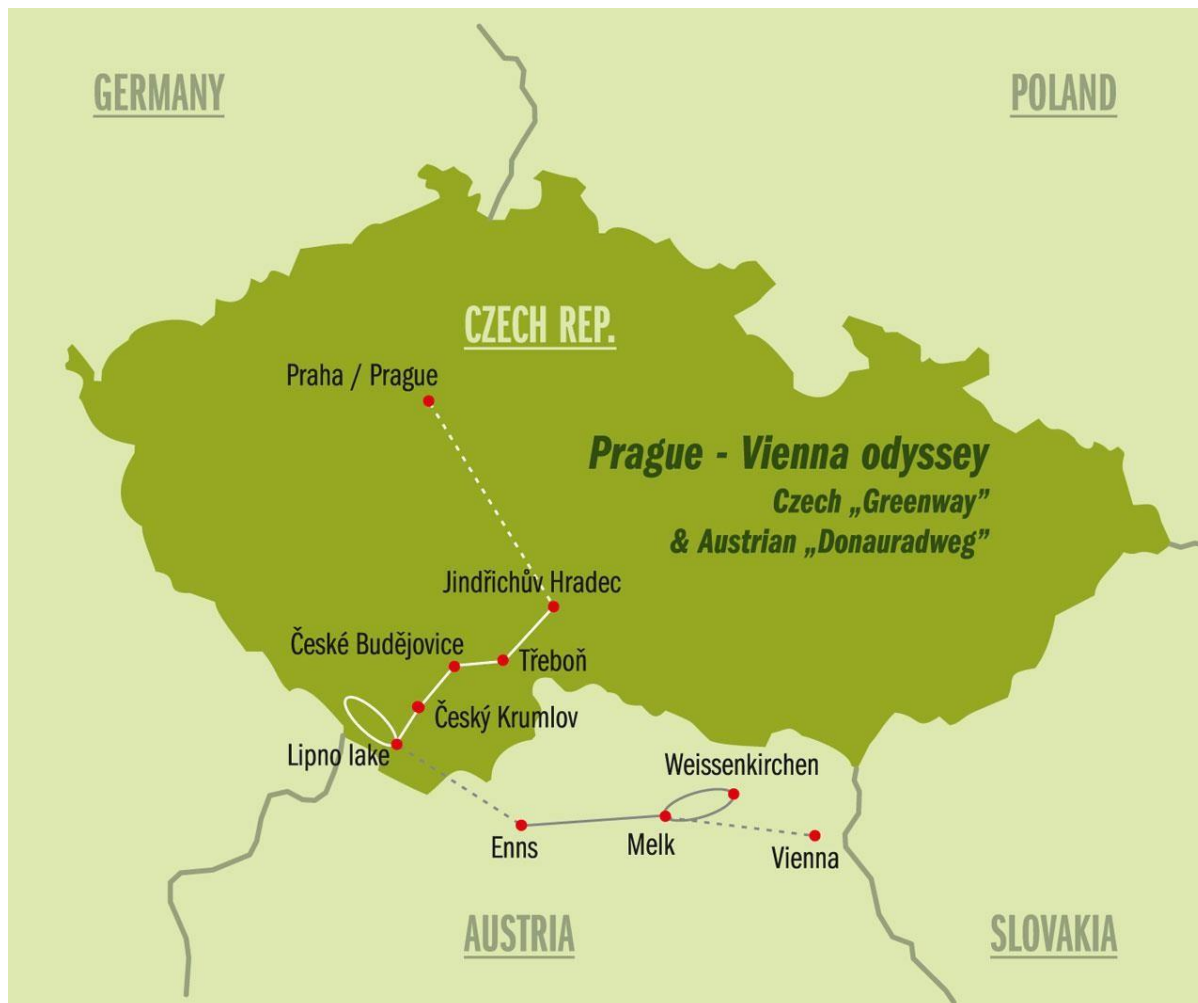 GERMANY
POLAND
CZECH REP.
Praha / Prague
Prague - Vienna odyssey
Czech „Greenway”
& Austrian „Donauradweg”
Jindřichův Hradec
České Budějovice
Třeboň
Český Krumlov
Lipno lake
Weissenkirchen
Enns
Melk
Vienna
AUSTRIA
SLOVAKIA